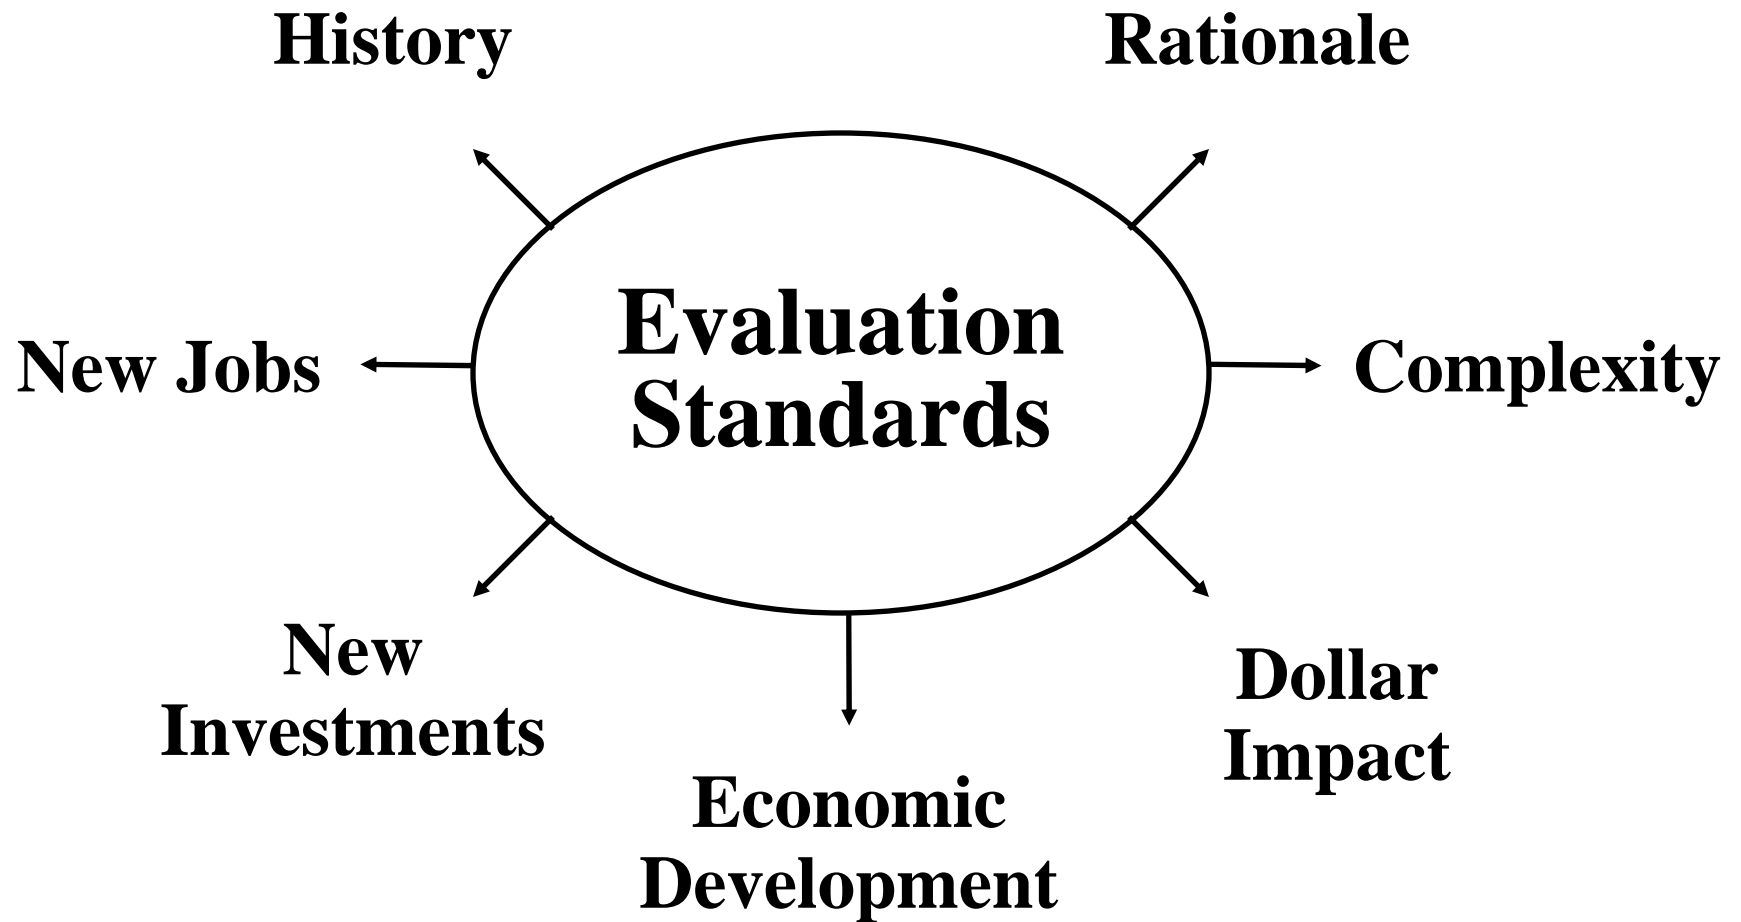 History
Rationale
Evaluation
Standards
New Jobs
Complexity
New
Investments
Dollar
Impact
Economic
Development